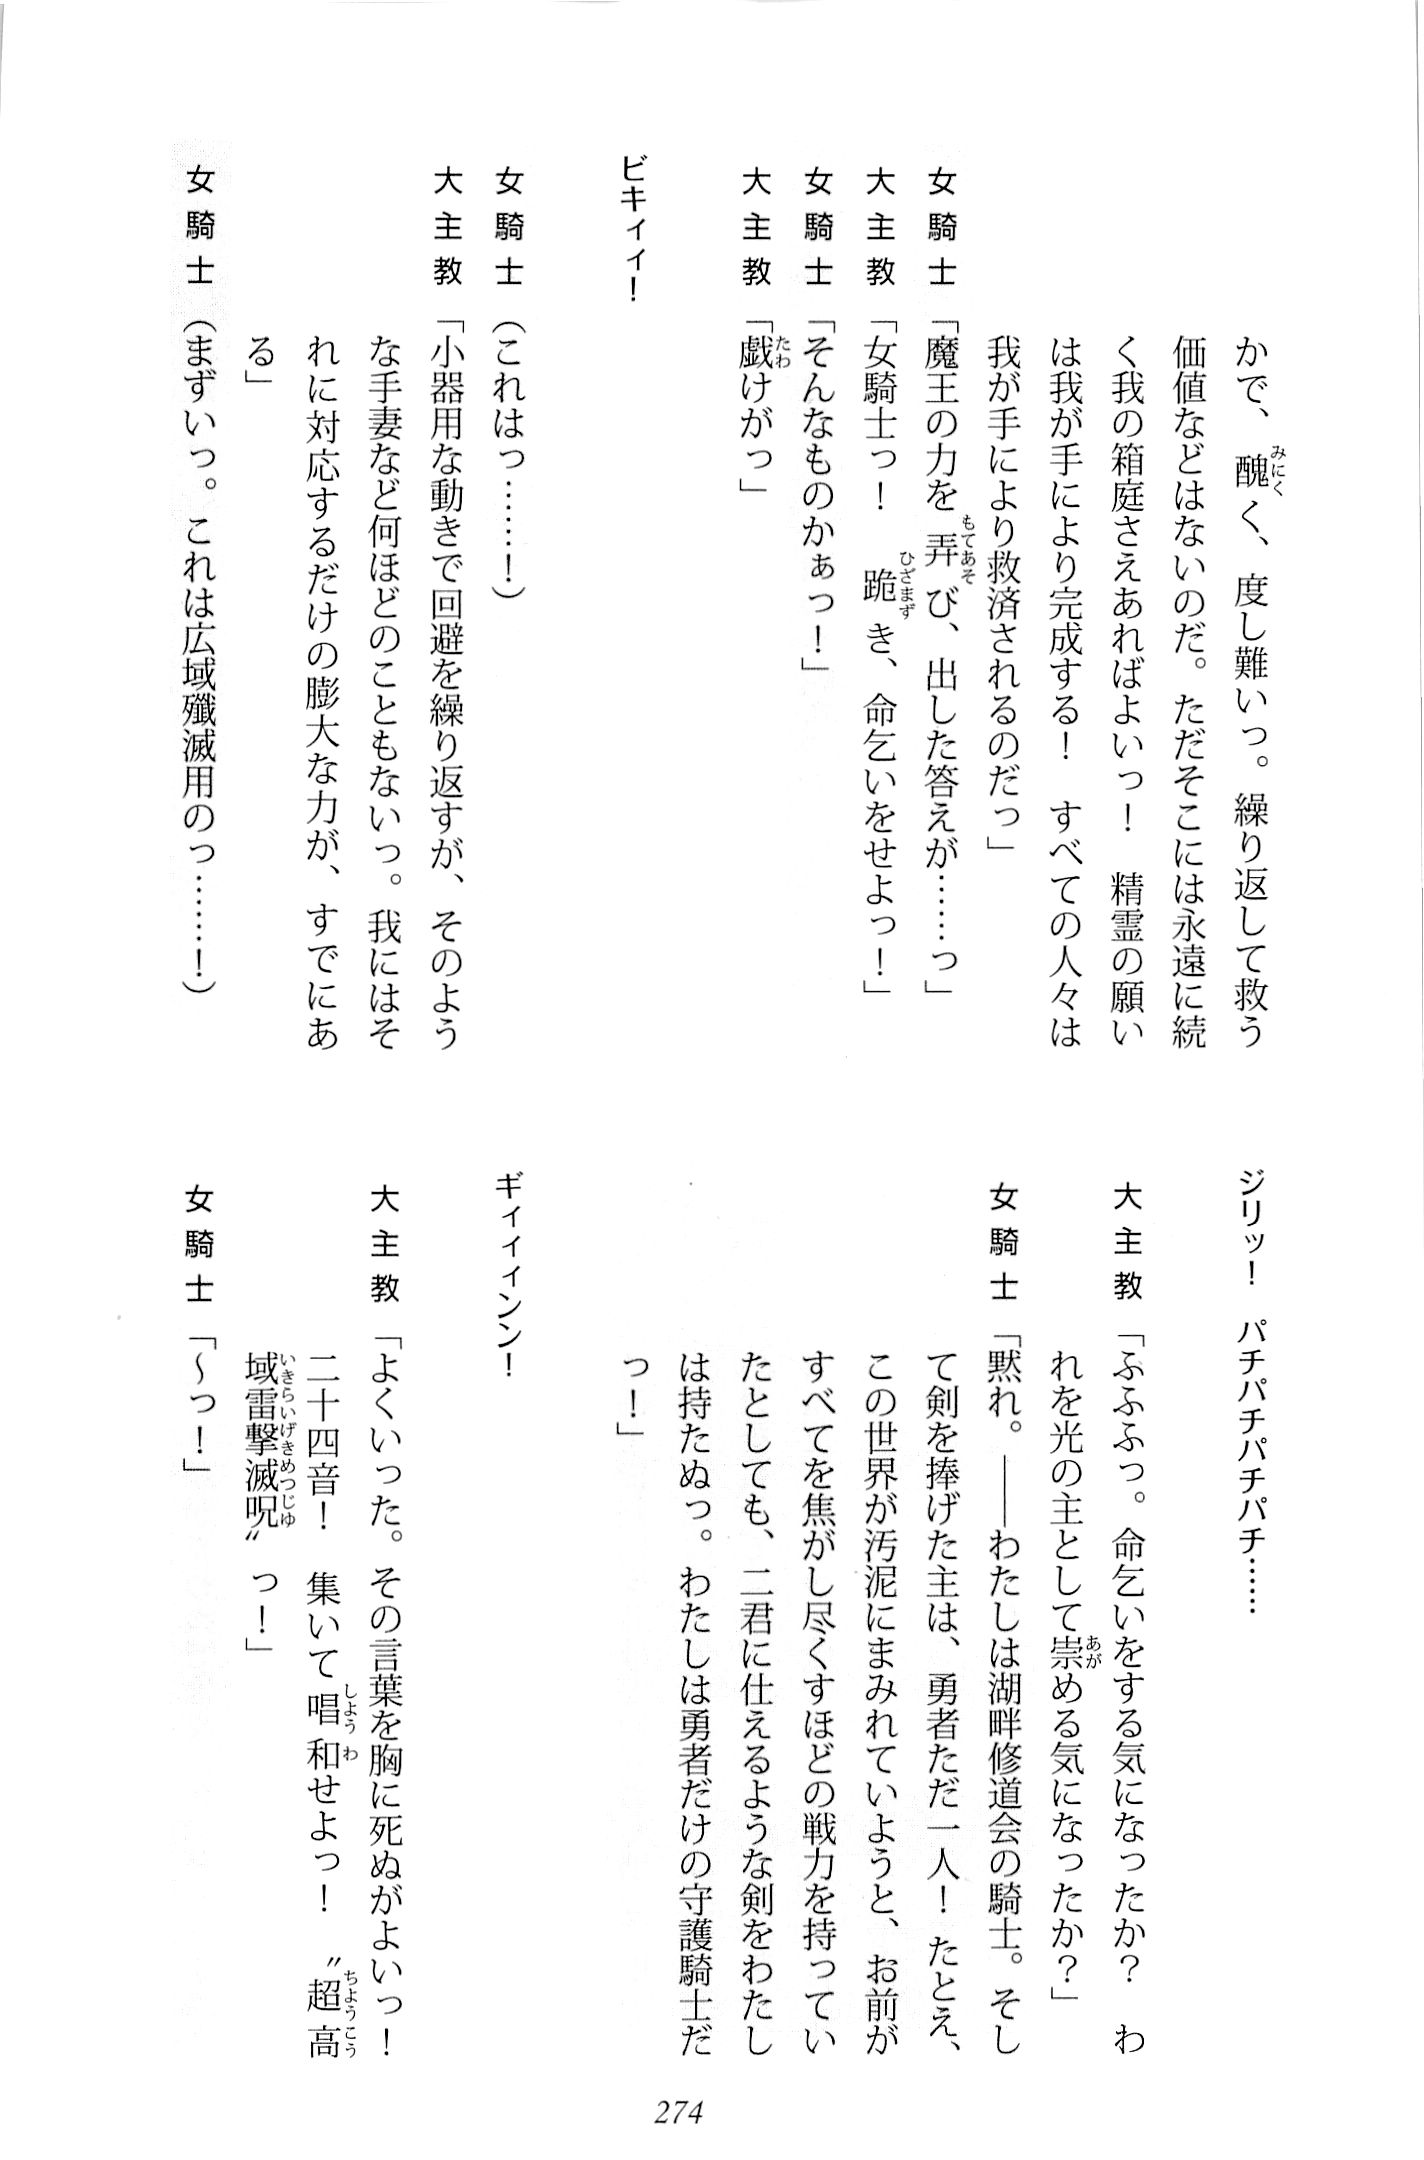 かで、醜く、度し難いっ。繰り返して救う
価値などはないのだ。ただそこには永遠に続
く我の箱庭さえあればよいっ！　精霊の願い
は我が手により完成する！　すべての人々は
我が手により救済されるのだっ」
女騎士「魔王の力を弄び、出した答えが……っ」
大主教「女騎士っ！　跪き、命乞いをせよっ！」
女騎士「そんなものかぁっ！」
大主教「戯けがっ」
ビキィィ！
女騎士（これはっ……！）
大主教「小器用な動きで回避を繰り返すが、そのよう
な手妻など何ほどのこともないっ。我にはそ
れに対応するだけの膨大な力が、すでにあ
る」
女騎士（まずいっ。これは広域殲滅用のっ……！）
ジリッ！　パチパチパチパチ……
大主教「ふふふっ。命乞いをする気になったか？　わ
れを光の主として崇める気になったか？」
女騎士「黙れ。――わたしは湖畔修道会の騎士。そし
て剣を捧げた主は、勇者ただ一人！　たとえ、
この世界が汚泥にまみれていようと、お前が
すべてを焦がし尽くすほどの戦力を持ってい
たとしても、二君に仕えるような剣をわたし
は持たぬっ。わたしは勇者だけの守護騎士だ
っ！」
ギィィィンン！
大主教「よくいった。その言葉を胸に死ぬがよいっ！
二十四音！　集いて唱和せよっ！　〝超高
域雷撃滅呪〟っ！」
女騎士「～っ！」
274